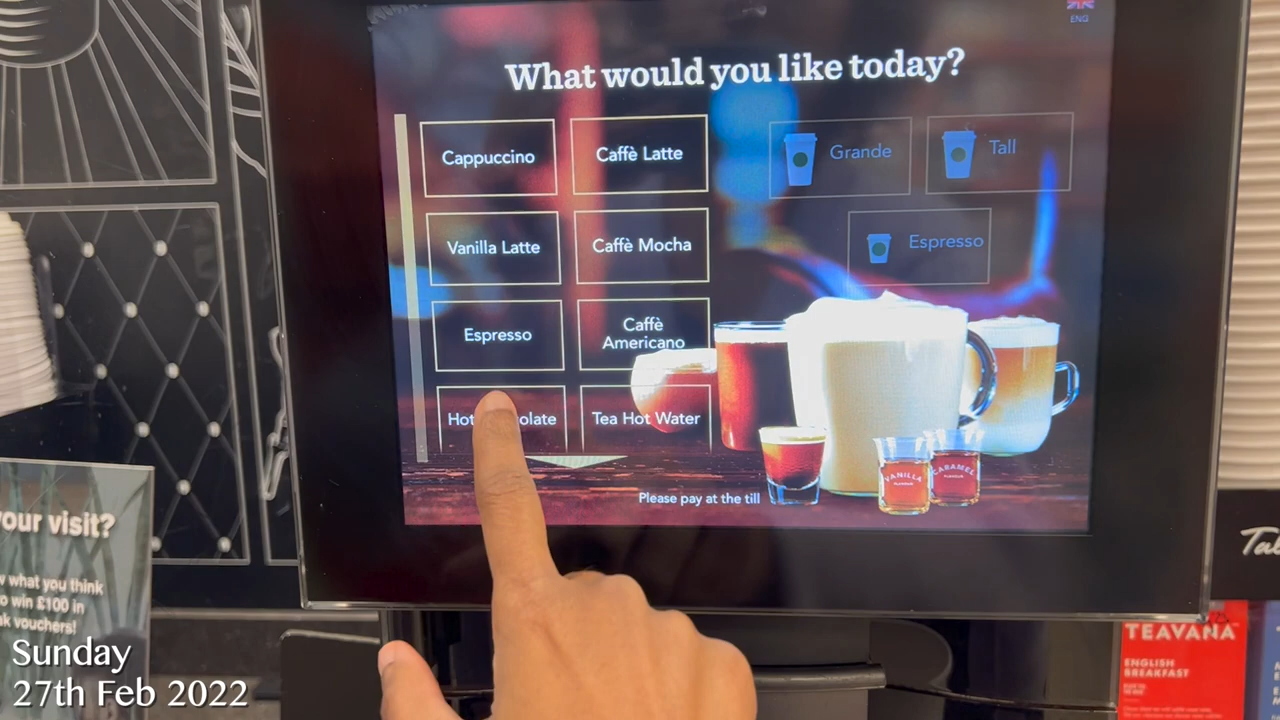 ENG
What would you like today?
Cappuccino
Caffè Latte
Grande
Tall
Vanilla Latte
Caffè Mocha
Espresso
Espresso
Caffè
Americano
Hot olate
Tea Hot Water
VANILLA
CARAMEL
Please pay at the till
your visit?
what you think
win £100 in
vouchers!
TEAVANA
ENGLISH
BREAKFAST
Sunday
27th Feb 2022